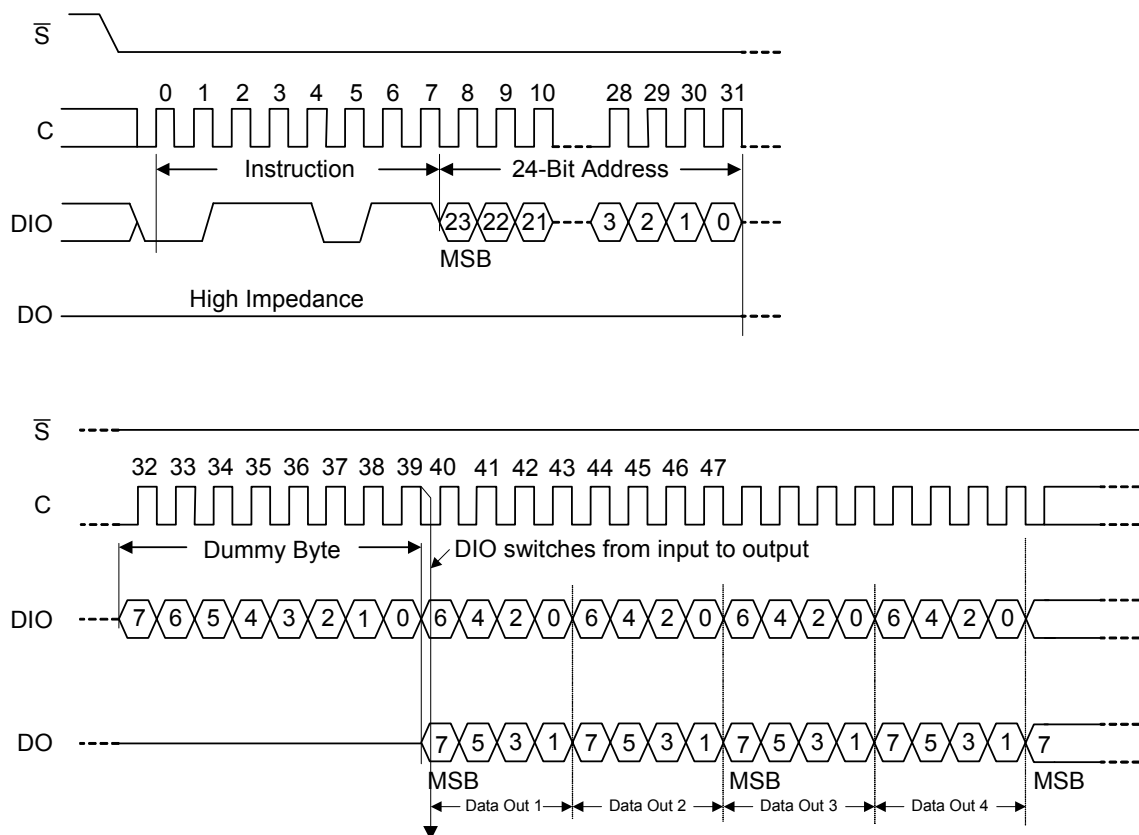 S
0 1 2 3 4 5 6 7 8 9 10 28 29 30 31
C
Instruction 24-Bit Address
DIO 23 22 21 3 2 1 0
MSB
High Impedance
DO
S
32 33 34 35 36 37 38 39 40 41 42 43 44 45 46 47
C
Dummy Byte DIO switches from input to output
DIO 7 6 5 4 3 2 1 0 6 4 2 0 6 4 2 0 6 4 2 0 6 4 2 0
DO 7 5 3 1 7 5 3 1 7 5 3 1 7 5 3 1 7
MSB MSB MSB
Data Out 1 Data Out 2 Data Out 3 Data Out 4